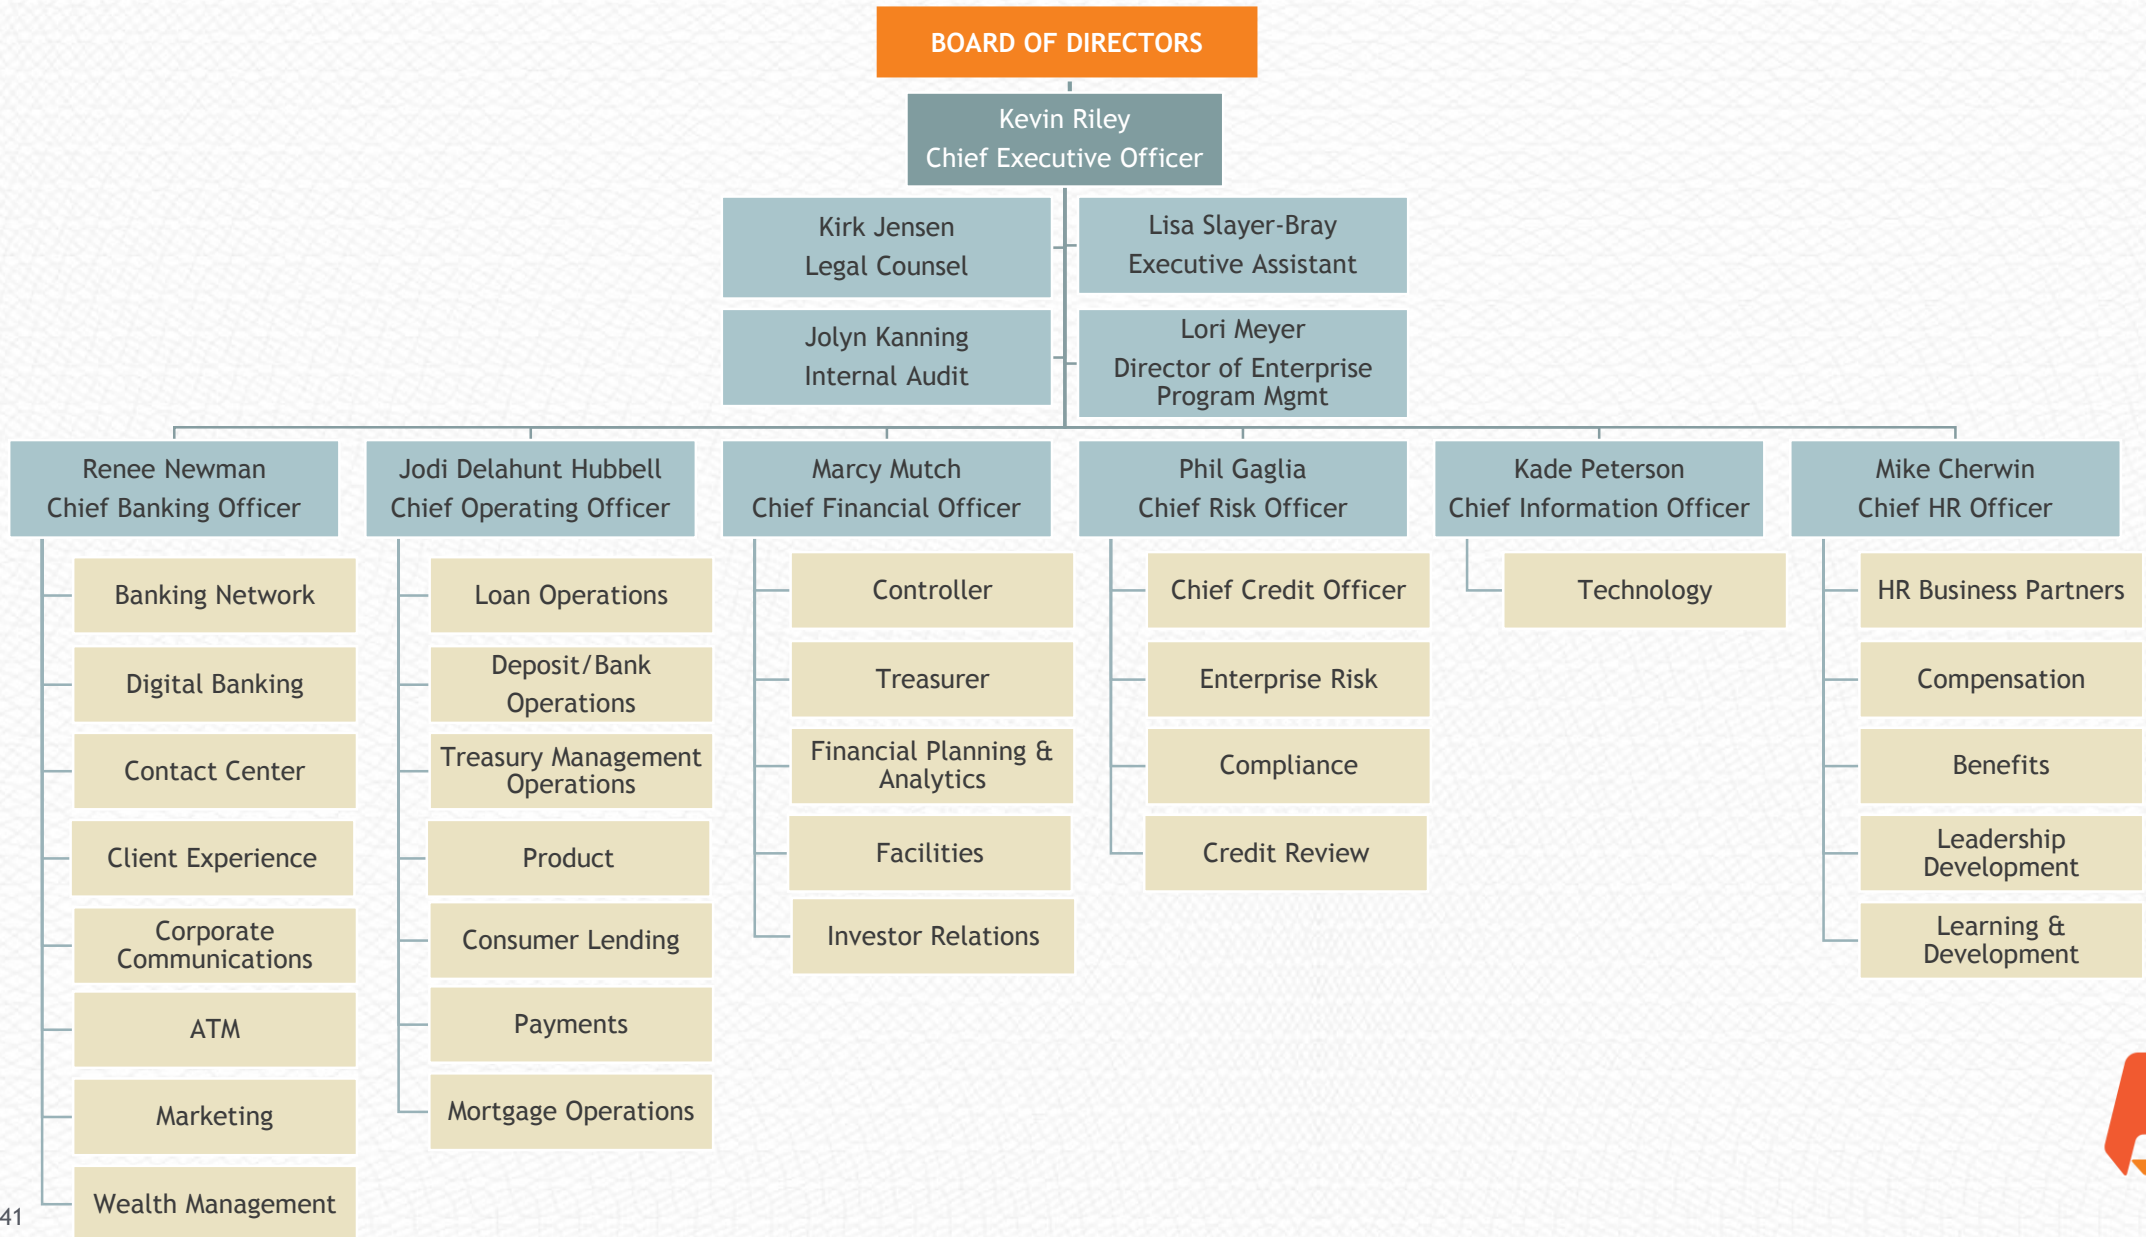 BOARD OF DIRECTORS
Kevin Riley
Chief Executive Officer
Kirk Jensen
Legal Counsel
Lisa Slayer-Bray
Executive Assistant
Jolyn Kanning
Internal Audit
Lori Meyer
Director of Enterprise
Program Mgmt
Renee Newman
Chief Banking Officer
Jodi Delahunt Hubbell
Chief Operating Officer
Marcy Mutch
Chief Financial Officer
Phil Gaglia
Chief Risk Officer
Kade Peterson
Chief Information Officer
Mike Cherwin
Chief HR Officer
Banking Network
Digital Banking
Contact Center
Client Experience
Corporate
Communications
ATM
Marketing
Wealth Management
Loan Operations
Deposit/Bank
Operations
Treasury Management
Operations
Product
Consumer Lending
Payments
Mortgage Operations
Controller
Treasurer
Financial Planning &
Analytics
Facilities
Investor Relations
Chief Credit Officer
Enterprise Risk
Compliance
Credit Review
Technology
HR Business Partners
Compensation
Benefits
Leadership
Development
Learning &
Development
41